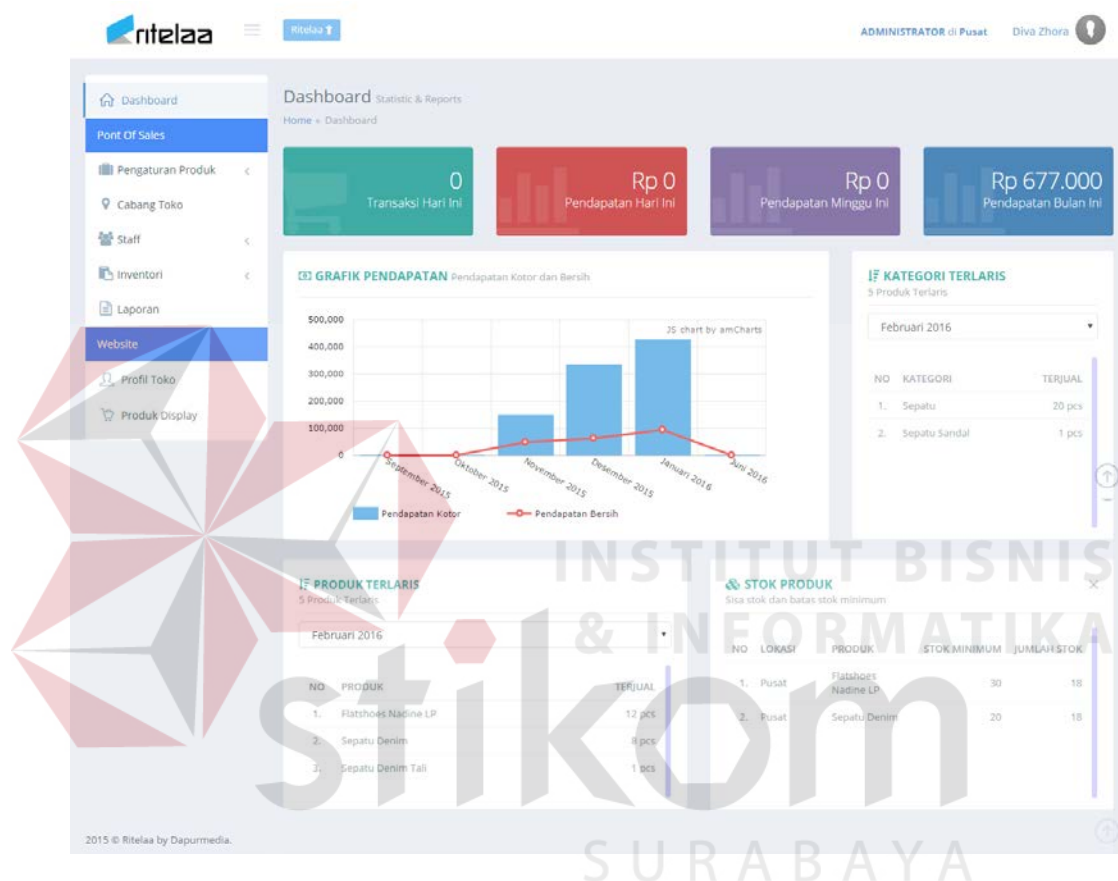 ritelaa
Ritelaa
ADMINISTRATOR di Pusat
Diva Zhora
Dashboard
Pont Of Sales
Pengaturan Produk
Cabang Toko
Staff
Inventori
Laporan
Website
Profil Toko
Produk Display
Dashboard Statistic & Reports
Home » Dashboard
0
Transaksi Hari Ini
Rp 0
Pendapatan Hari Ini
Rp 0
Pendapatan Minggu Ini
Rp 677.000
Pendapatan Bulan Ini
GRAFIK PENDAPATAN Pendapatan Kotor dan Bersih
JS chart by amCharts
500,000
400,000
300,000
200,000
100,000
0
September 2015
Oktober 2015
November 2015
Desember 2015
Januari 2016
Juni 2016
Pendapatan Kotor
Pendapatan Bersih
KATEGORI TERLARIS
5 Produk Terlaris
Februari 2016
NO KATEGORI TERJUAL
1. Sepatu 20 pcs
2. Sepatu Sandal 1 pcs
PRODUK TERLARIS
5 Produk Terlaris
Februari 2016
NO PRODUK TERJUAL
1. Flatshoes Nadine LP 12 pcs
2. Sepatu Denim 8 pcs
3. Sepatu Denim Tali 1 pcs
STOK PRODUK
Sisa stok dan batas stok minimum
NO LOKASI PRODUK STOK MINIMUM JUMLAH STOK
1. Pusat Flatshoes Nadine LP 30 18
2. Pusat Sepatu Denim 20 18
2015 © Ritelaa by Dapurmedia.
INSTITUT BISNIS
& INFORMATIKA
stikom
SURABAYA